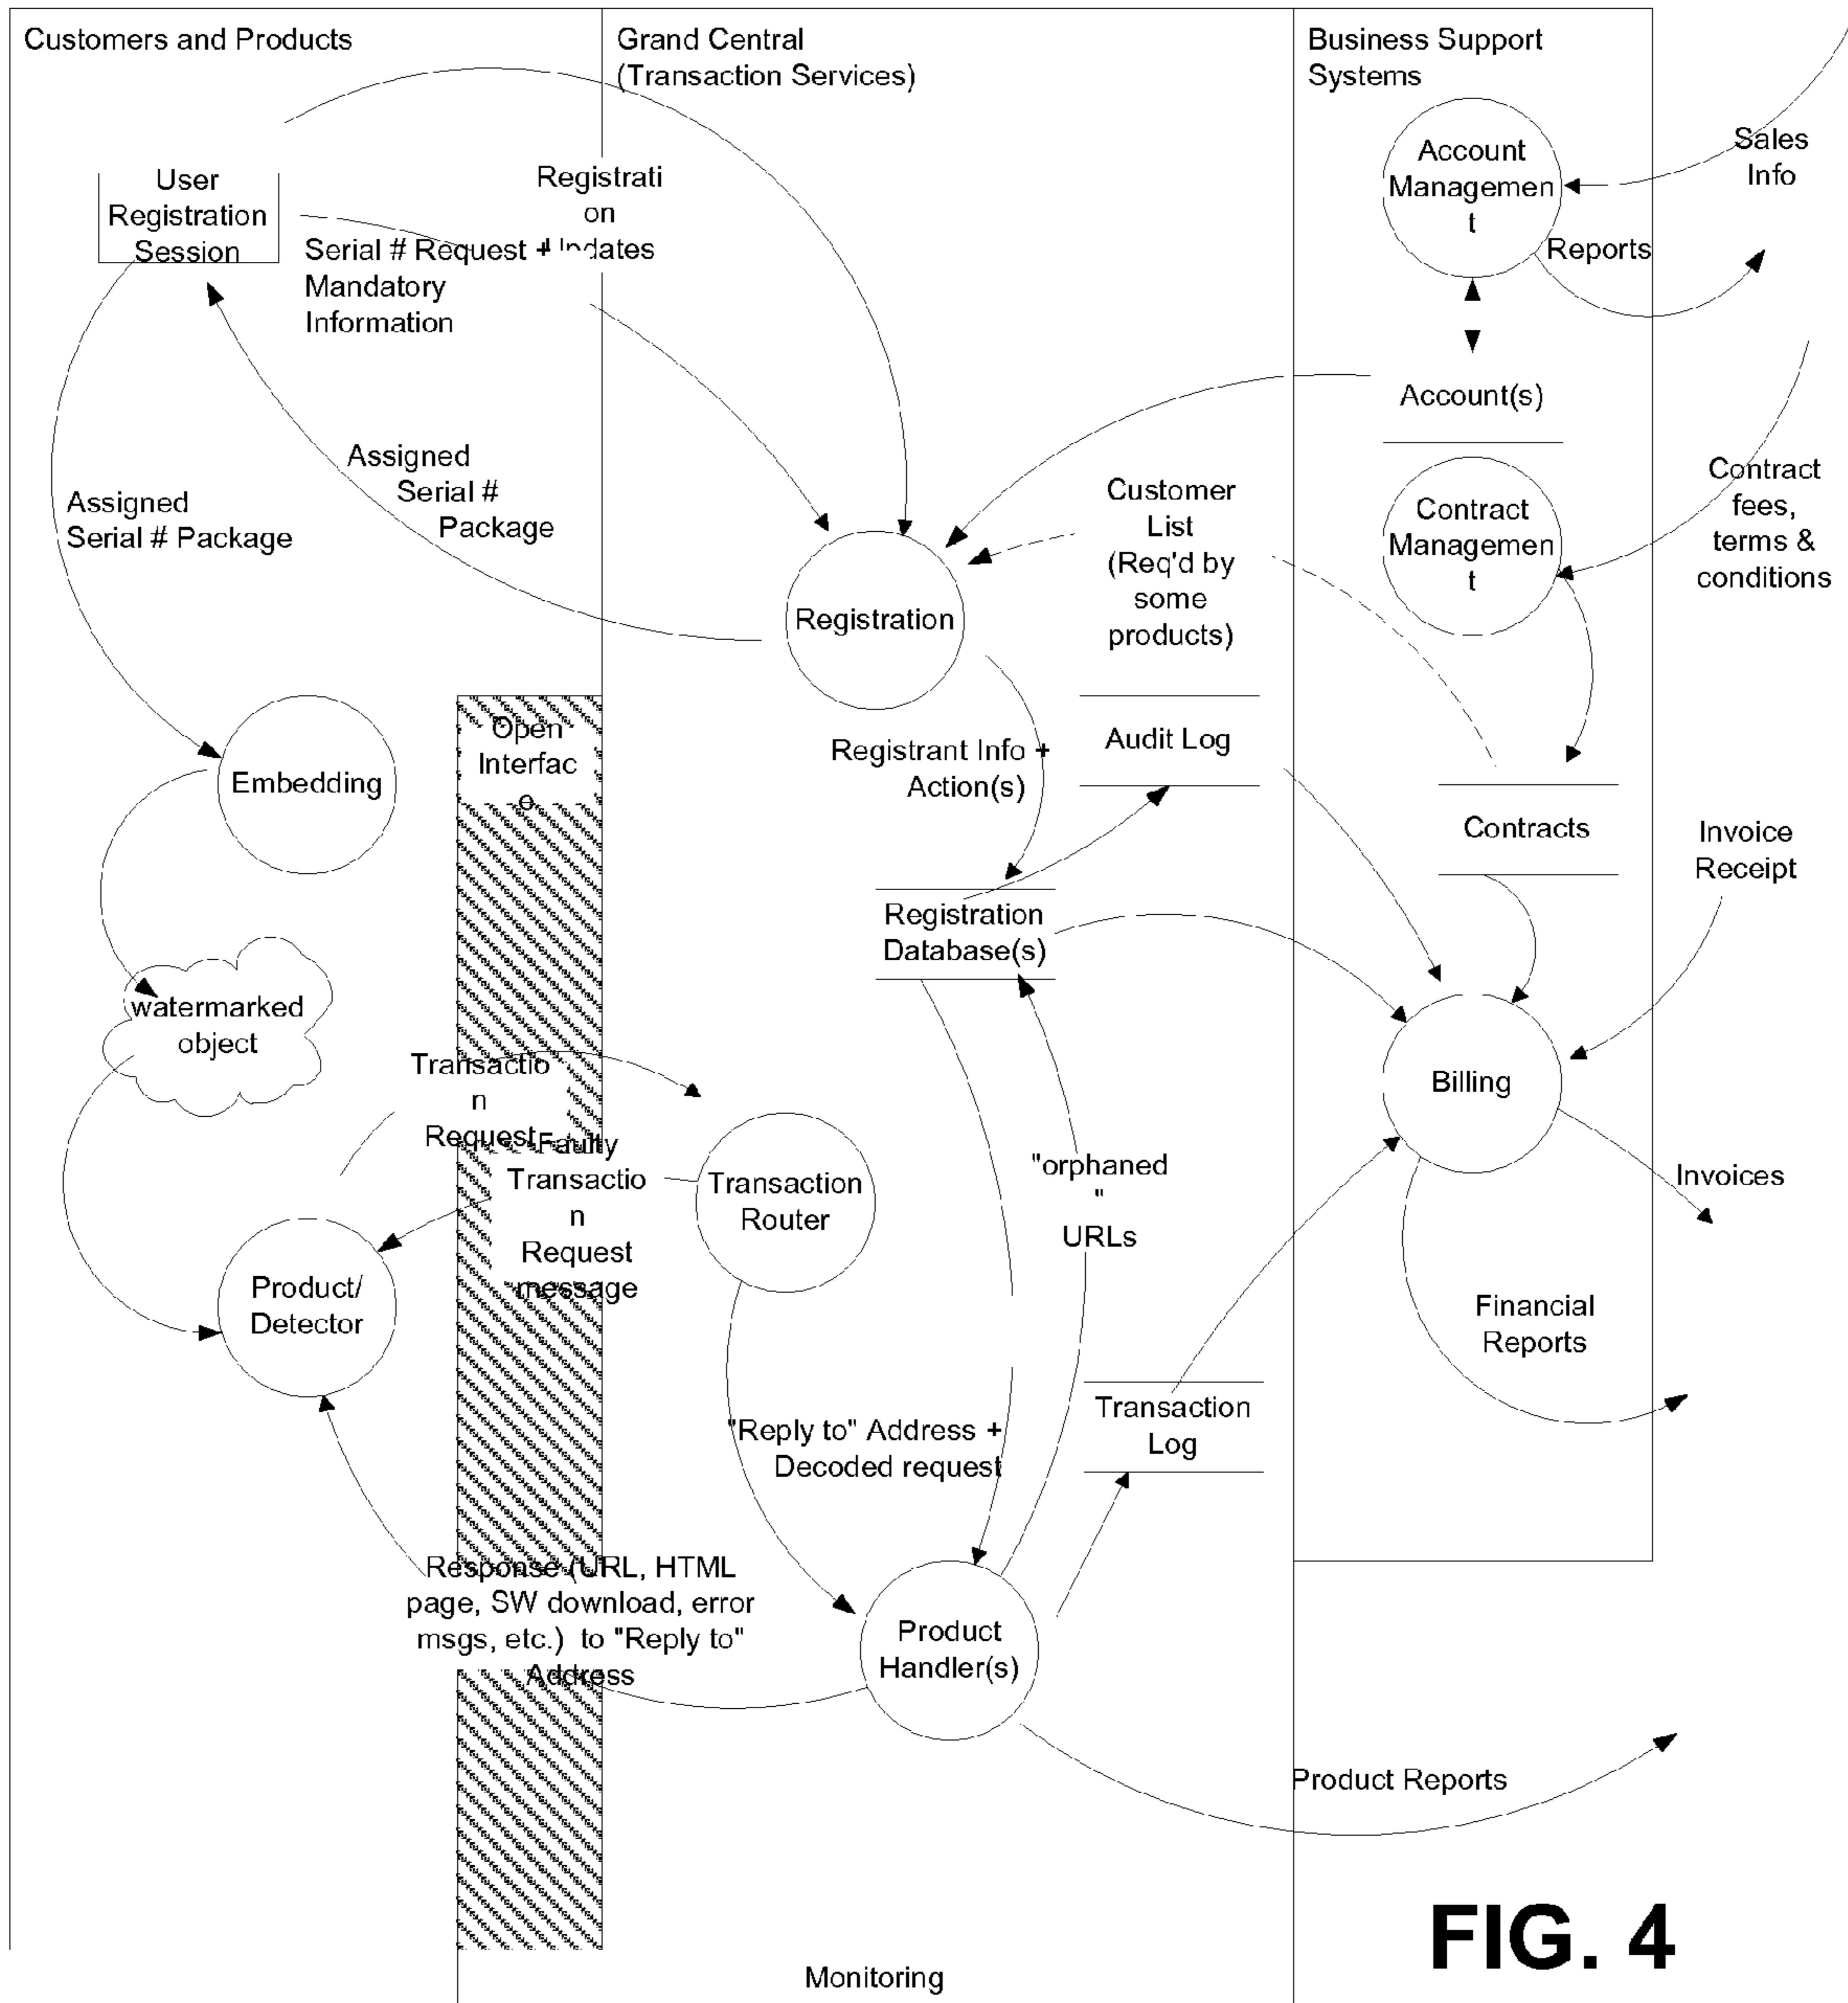 Customers and Products
Grand Central
(Transaction Services)
Business Support
Systems
User
Registration
Session
Registrati
on
Updates
Serial # Request +
Mandatory
Information
Account
Managemen
t
Sales
Info
Reports
Account(s)
Assigned
Serial # Package
Assigned
Serial #
Package
Customer
List
(Req'd by
some
products)
Contract
Managemen
t
Contract
fees,
terms &
conditions
Registration
Open
Interfac
e
Embedding
Registrant Info +
Action(s)
Audit Log
Contracts
Invoice
Receipt
Registration
Database(s)
watermarked
object
Transactio
n
Request
Faulty
Transactio
n
Request
message
Transaction
Router
"orphaned
"
URLs
Billing
Invoices
Product/
Detector
Financial
Reports
"Reply to" Address +
Decoded request
Transaction
Log
Response (URL, HTML
page, SW download, error
msgs, etc.) to "Reply to"
Address
Product
Handler(s)
Product Reports
FIG. 4
Monitoring